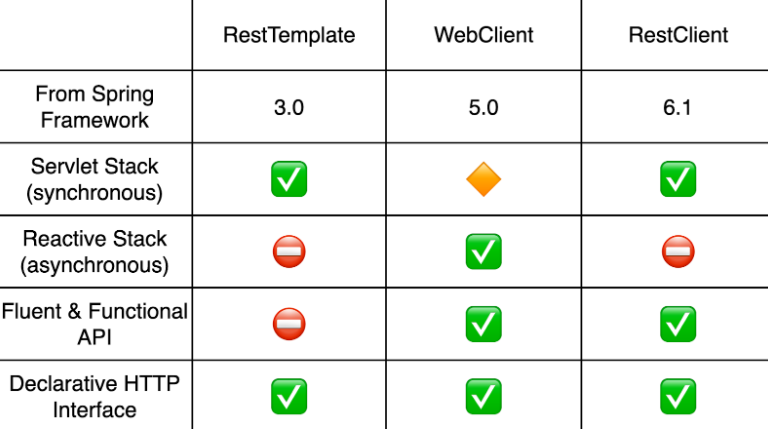 RestTemplate WebClient RestClient
From Spring
Framework 3.0 5.0 6.1
Servlet Stack
(synchronous) ✅ 🔶 ✅
Reactive Stack
(asynchronous) ⛔ ✅ ⛔
Fluent & Functional
API ⛔ ✅ ✅
Declarative HTTP
Interface ✅ ✅ ✅